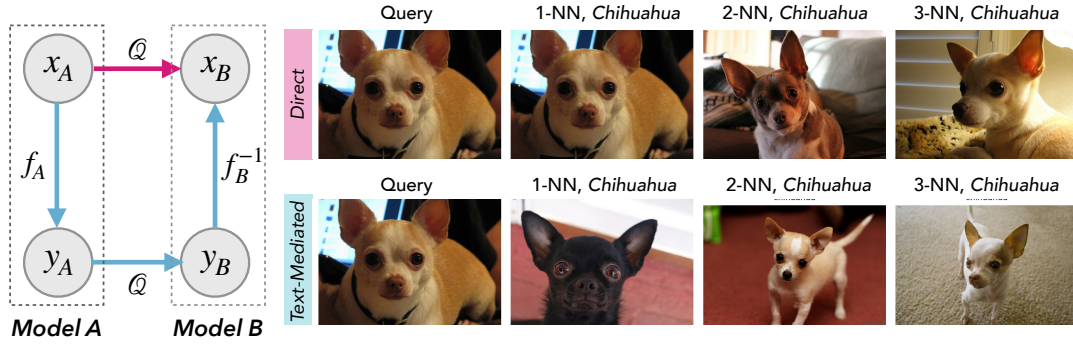 x_A
𝒬
x_B
f_A
f_B^{-1}
y_A
𝒬
y_B
Model A
Model B
Query
1-NN, Chihuahua
2-NN, Chihuahua
3-NN, Chihuahua
Direct
Query
1-NN, Chihuahua
2-NN, Chihuahua
3-NN, Chihuahua
Text-Mediated